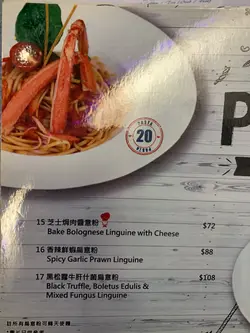 PASTA
20
MENUS
P
15 芝士焗肉醬意粉 $72
Bake Bolognese Linguine with Cheese
16 香辣鮮蝦扁意粉 $88
Spicy Garlic Prawn Linguine
17 黑松露牛肝什菌扁意粉 $108
Black Truffle, Boletus Edulis &
Mixed Fungus Linguine